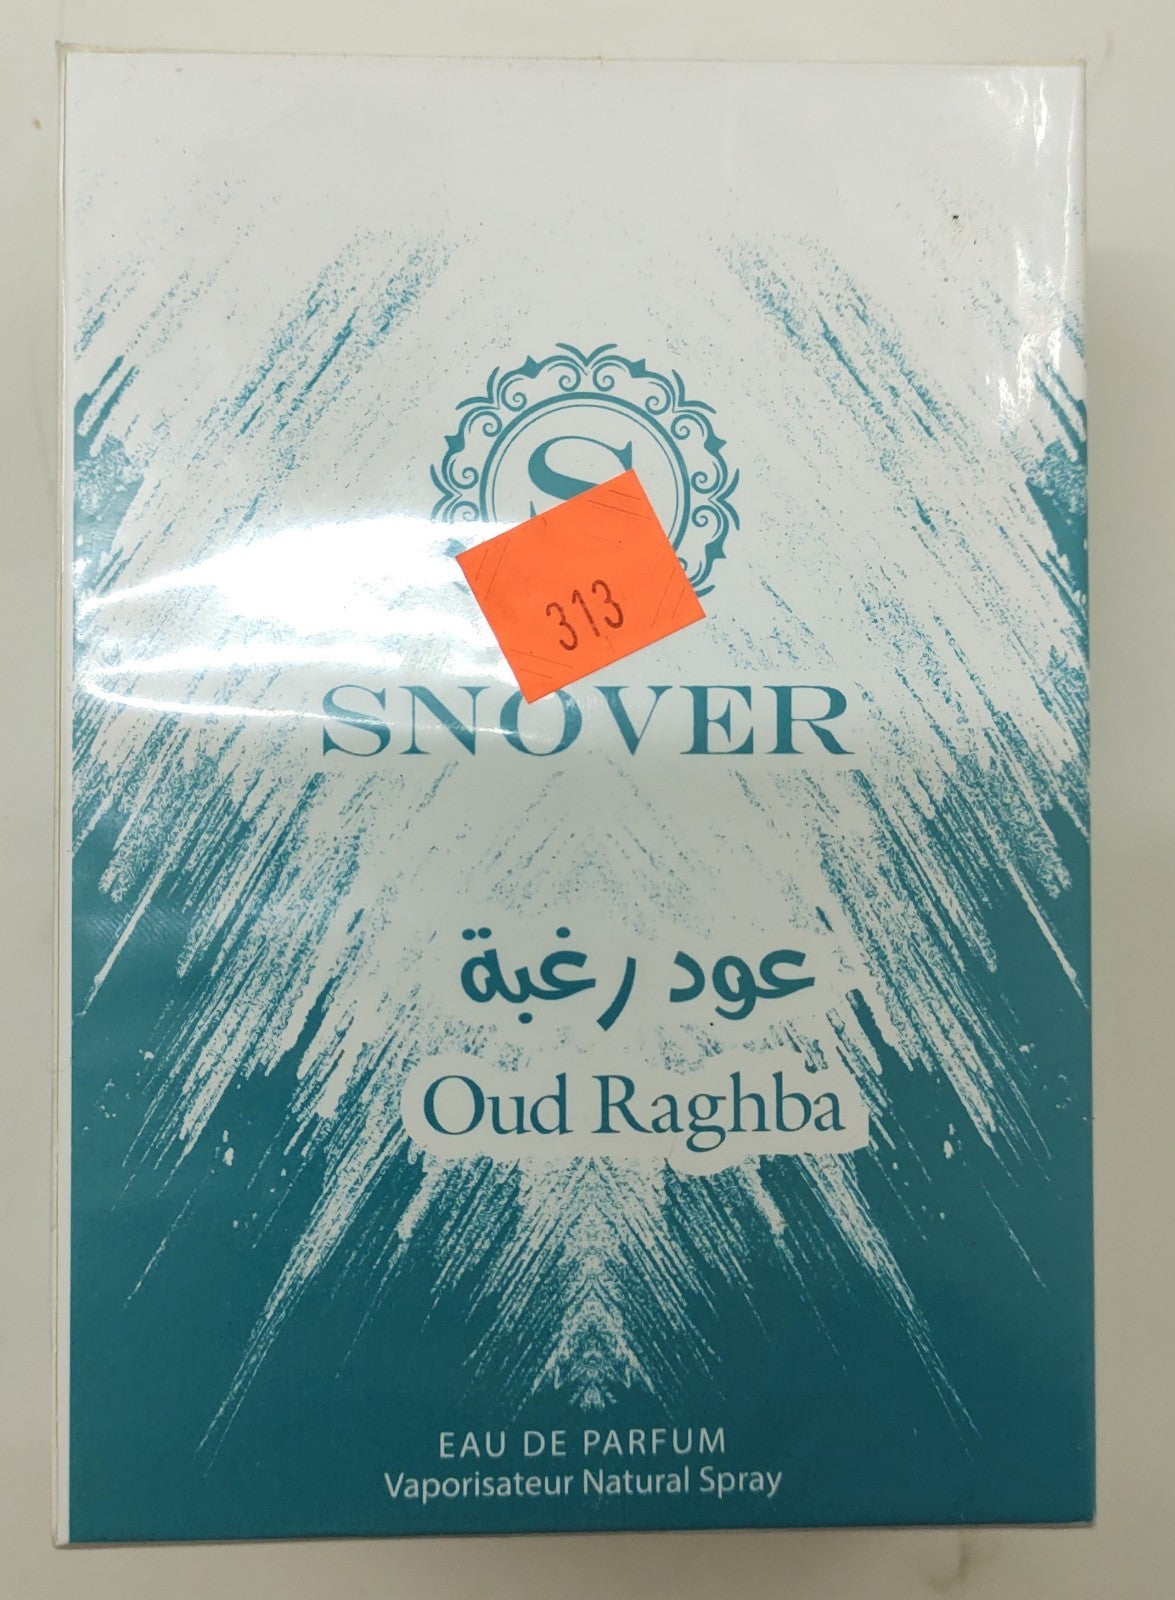 S
313
SNOVER
عود رغبة
Oud Raghba
EAU DE PARFUM
Vaporisateur Natural Spray